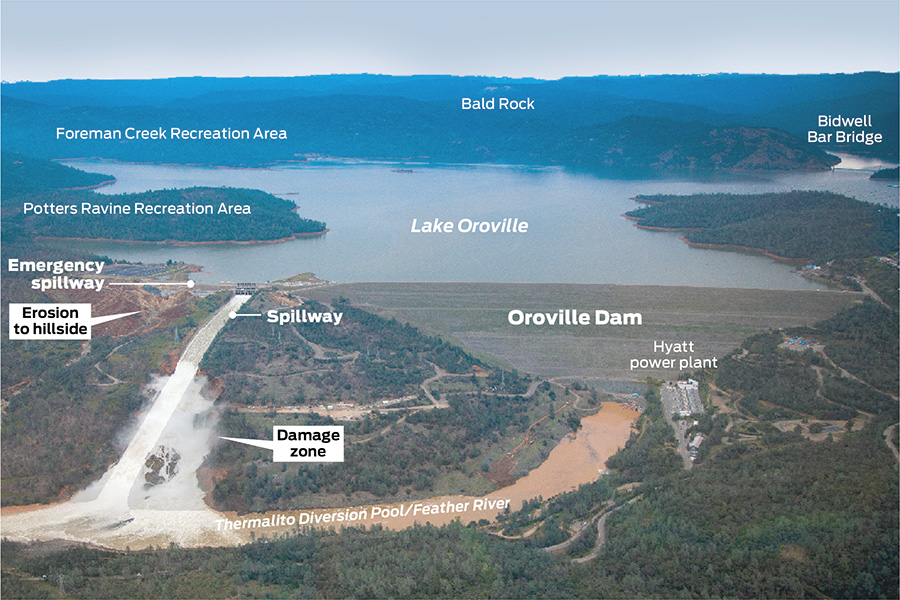 Bald Rock
Foreman Creek Recreation Area
Bidwell
Bar Bridge
Potters Ravine Recreation Area
Lake Oroville
Emergency
spillway
Erosion
to hillside
Spillway
Oroville Dam
Hyatt
power plant
Damage
zone
Thermalito Diversion Pool/Feather River